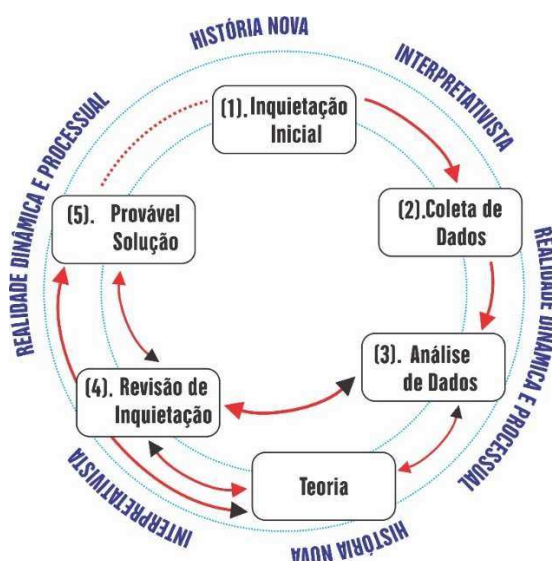 HISTÓRIA NOVA
INTERPRETATIVISTA
REALIDADE DINÂMICA E PROCESSUAL
(1). Inquietação
Inicial
(5). Provável
Solução
(2).Coleta de
Dados
REALIDADE DINÂMICA E PROCESSUAL
(3). Análise
de Dados
(4). Revisão de
Inquietação
Teoria
INTERPRETATIVISTA
HISTÓRIA NOVA